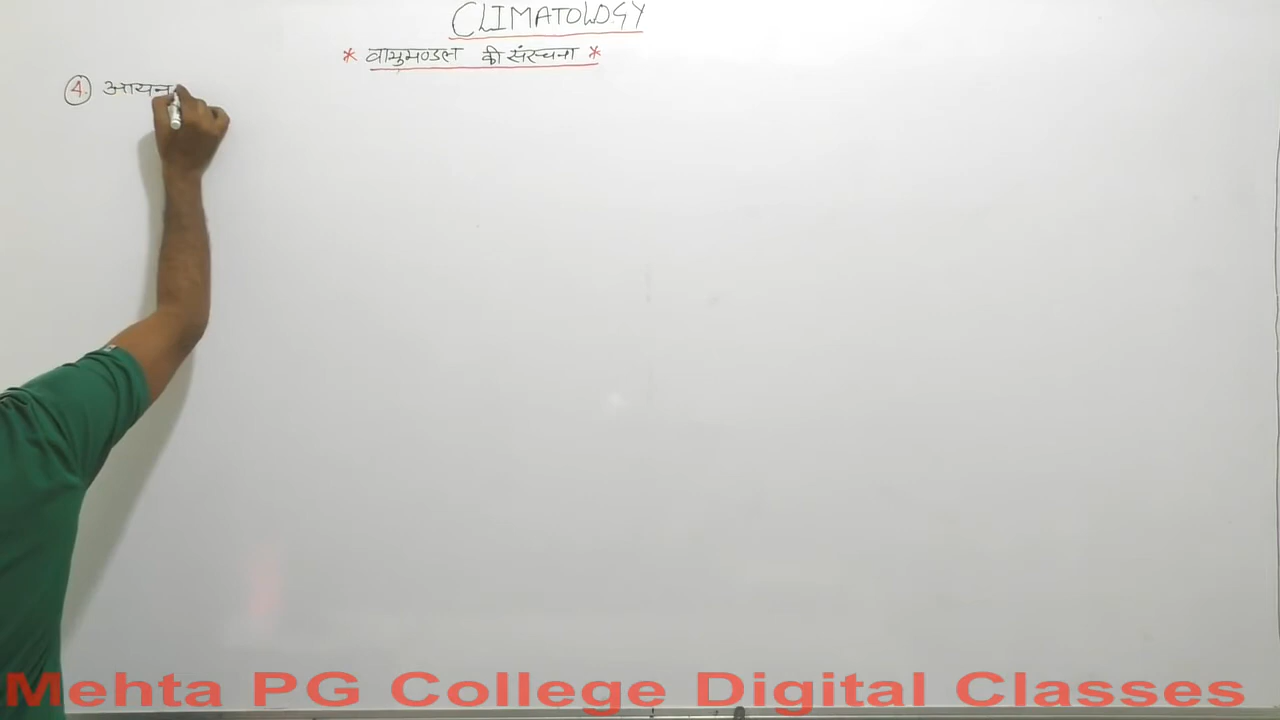 CLIMATOLOGY
* वायुमण्डल की संरचना *
4. आयन
Mehta PG College Digital Classes